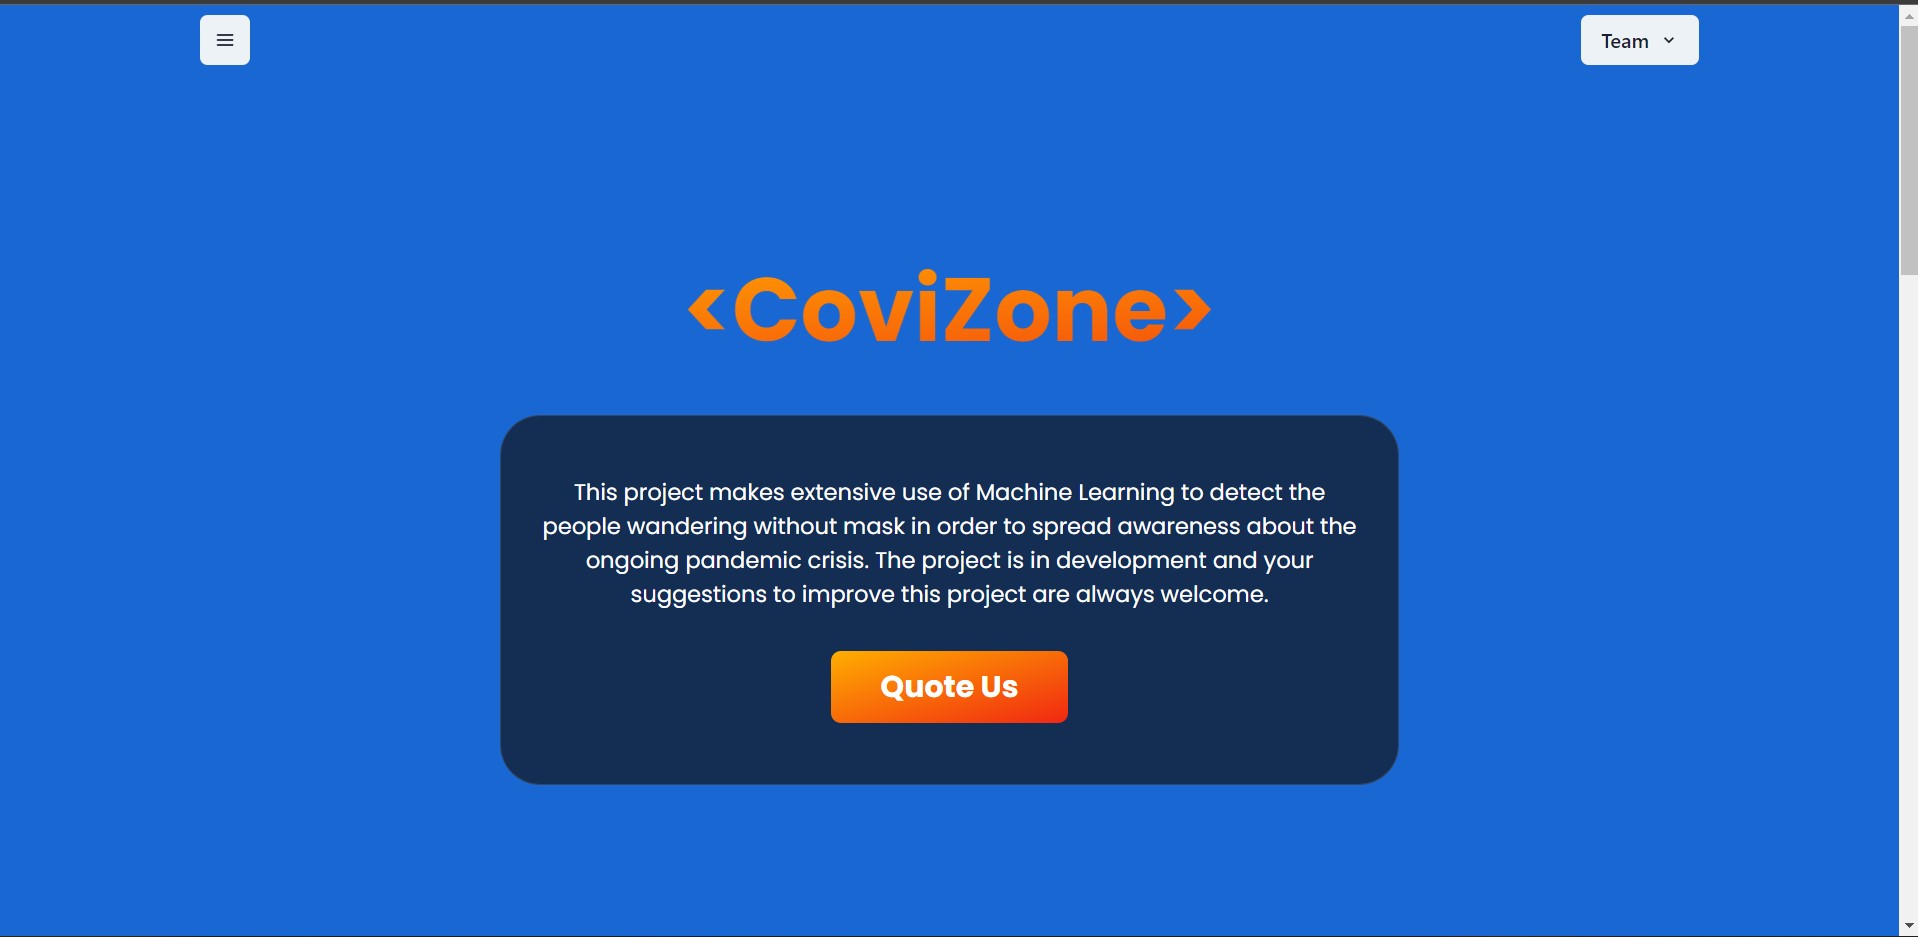 Team
<CoviZone>
This project makes extensive use of Machine Learning to detect the
people wandering without mask in order to spread awareness about the
ongoing pandemic crisis. The project is in development and your
suggestions to improve this project are always welcome.
Quote Us